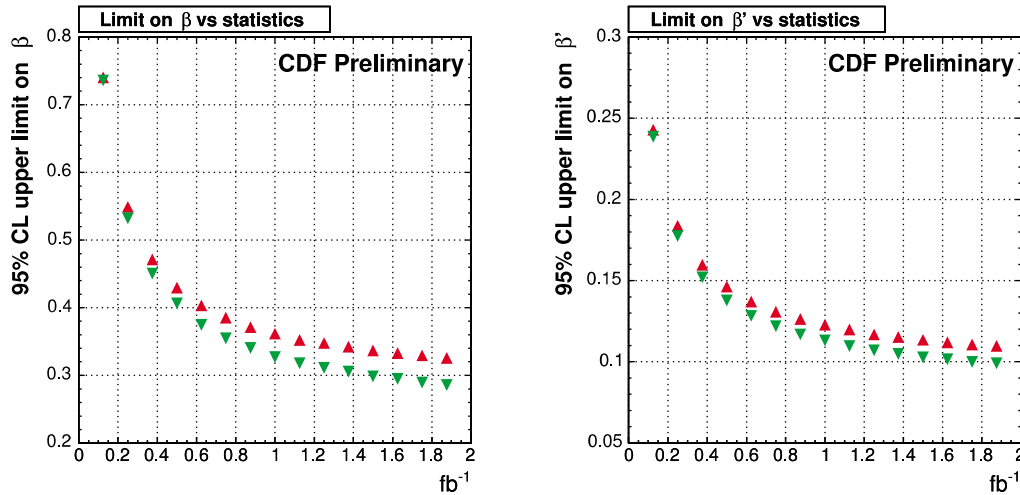 Limit on β vs statistics
95% CL upper limit on β
CDF Preliminary
0.8
0.7
0.6
0.5
0.4
0.3
0.2
0 0.2 0.4 0.6 0.8 1 1.2 1.4 1.6 1.8 2
fb⁻¹
Limit on β' vs statistics
95% CL upper limit on β'
CDF Preliminary
0.3
0.25
0.2
0.15
0.1
0.05
0 0.2 0.4 0.6 0.8 1 1.2 1.4 1.6 1.8 2
fb⁻¹